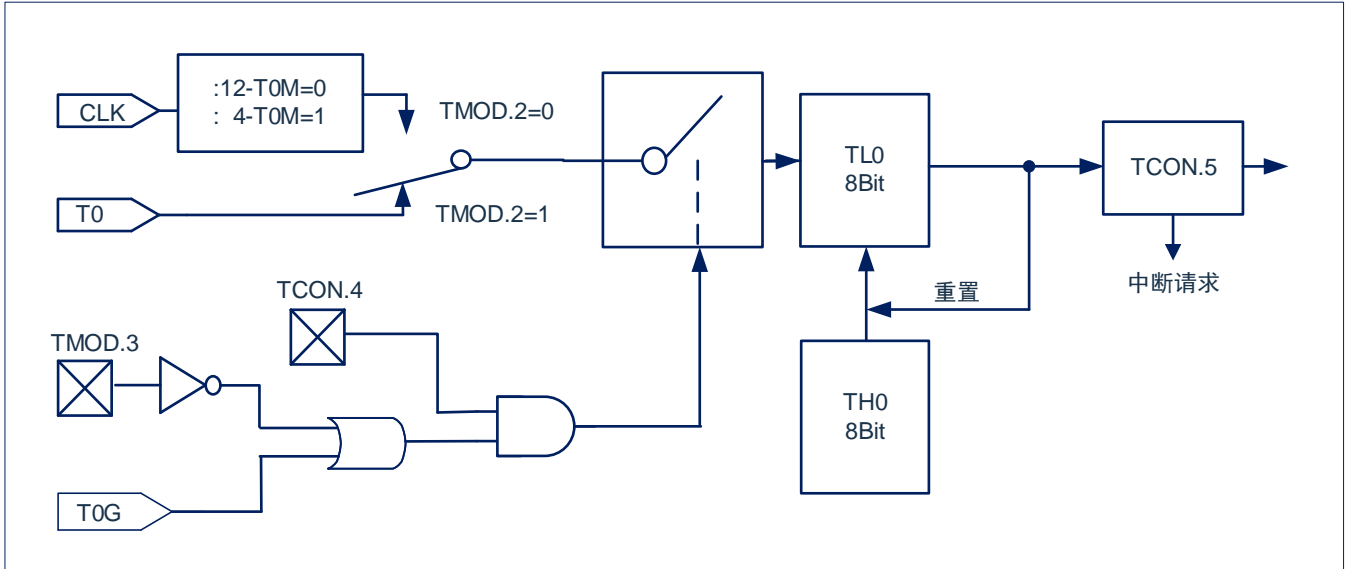 :12-T0M=0
: 4-T0M=1
CLK
TMOD.2=0
T0
TMOD.2=1
TL0
8Bit
TCON.5
中断请求
重置
TCON.4
TMOD.3
TH0
8Bit
T0G